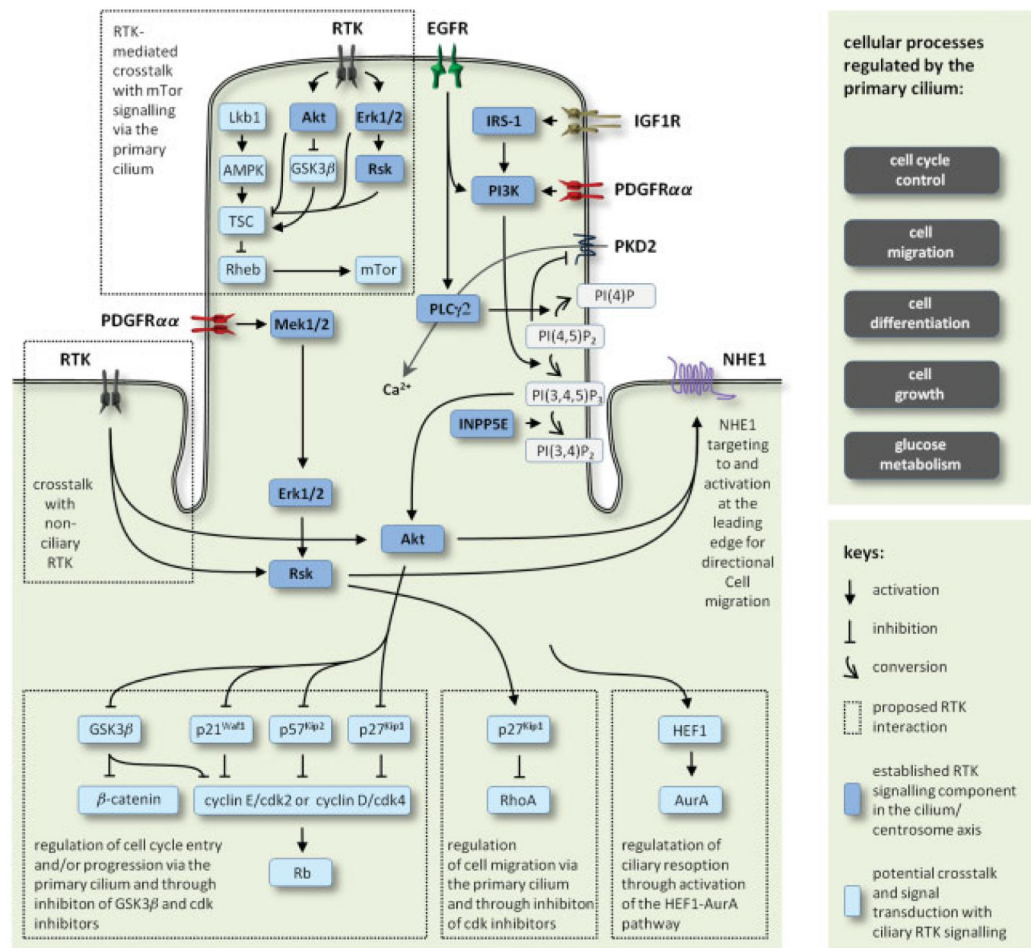 RTK-
mediated
crosstalk
with mTor
signalling
via the
primary
cilium
RTK
EGFR
Lkb1
Akt
Erk1/2
AMPK
GSK3β
Rsk
TSC
Rheb
mTor
IRS-1
IGF1R
PI3K
PDGFRαα
PKD2
PLCγ2
PI(4)P
PI(4,5)P2
Ca2+
PI(3,4,5)P3
INPP5E
PI(3,4)P2
PDGFRαα
Mek1/2
RTK
NHE1
NHE1
targeting
to and
activation
at the
leading
edge for
directional
Cell
migration
crosstalk
with
non-
ciliary
RTK
Erk1/2
Akt
Rsk
GSK3β
p21Waf1
p57Kip2
p27Kip1
β-catenin
cyclin E/cdk2 or cyclin D/cdk4
Rb
regulation of cell cycle entry
and/or progression via the
primary cilium and through
inhibiton of GSK3β and cdk
inhibitors
p27Kip1
RhoA
regulation
of cell migration via
the primary cilium
and through inhibiton
of cdk inhibitors
HEF1
AurA
regulatation of
ciliary resoption
through activation
of the HEF1-AurA
pathway
cellular processes
regulated by the
primary cilium:
cell cycle
control
cell
migration
cell
differentiation
cell
growth
glucose
metabolism
keys:
activation
inhibition
conversion
proposed RTK
interaction
established RTK
signalling component
in the cilium/
centrosome axis
potential crosstalk
and signal
transduction with
ciliary RTK signalling